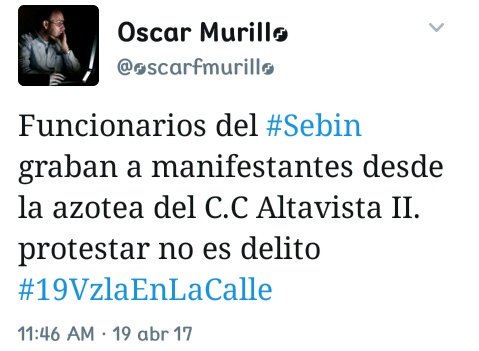 Oscar Murillo
@oscarfmurillo
Funcionarios del #Sebin
graban a manifestantes desde
la azotea del C.C Altavista II.
protestar no es delito
#19VzlaEnLaCalle
11:46 AM · 19 abr 17